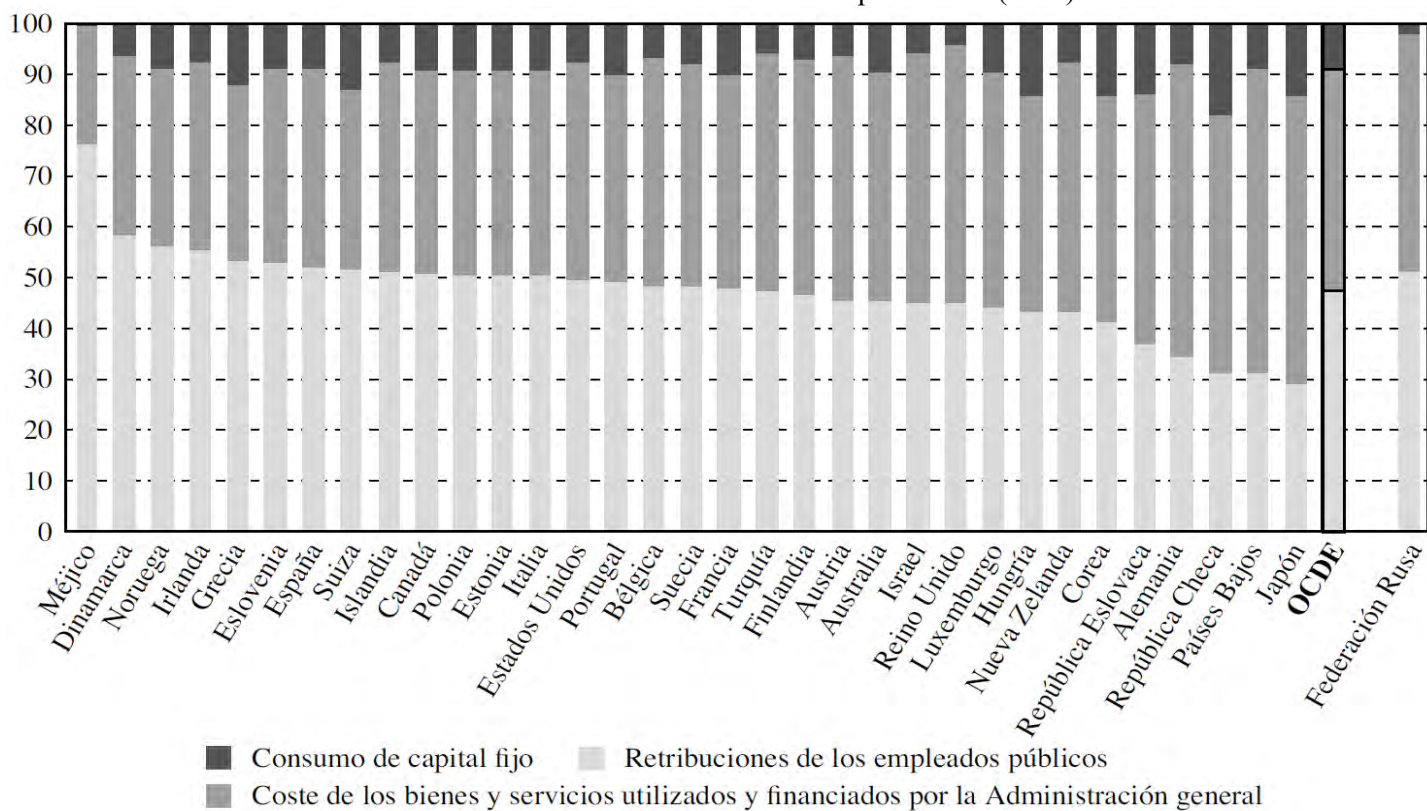 100
90
80
70
60
50
40
30
20
10
0
Méjico
Dinamarca
Noruega
Irlanda
Grecia
Eslovenia
España
Suiza
Islandia
Canadá
Polonia
Estonia
Italia
Estados Unidos
Portugal
Bélgica
Suecia
Francia
Turquía
Finlandia
Austria
Australia
Israel
Reino Unido
Luxemburgo
Hungría
Nueva Zelanda
Corea
República Eslovaca
Alemania
República Checa
Países Bajos
Japón
OCDE
Federación Rusa
Consumo de capital fijo
Retribuciones de los empleados públicos
Coste de los bienes y servicios utilizados y financiados por la Administración general